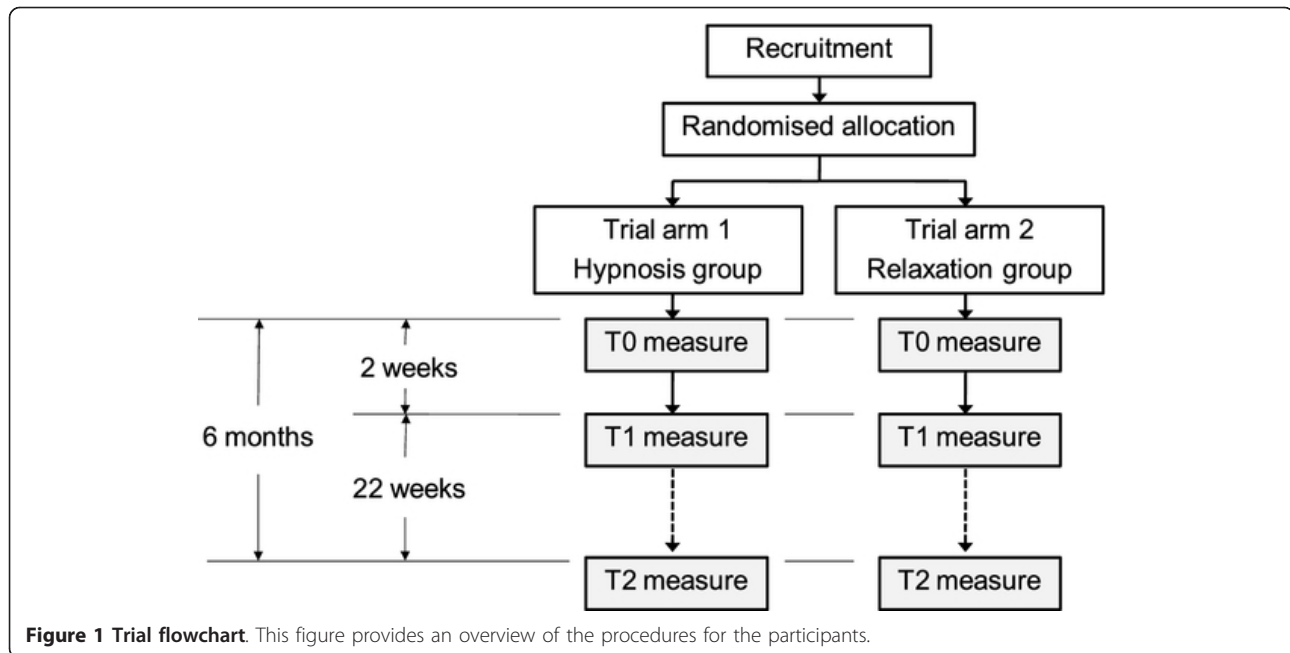 Recruitment
Randomised allocation
Trial arm 1
Hypnosis group
Trial arm 2
Relaxation group
T0 measure
T0 measure
2 weeks
T1 measure
T1 measure
6 months
22 weeks
T2 measure
T2 measure
Figure 1 Trial flowchart. This figure provides an overview of the procedures for the participants.